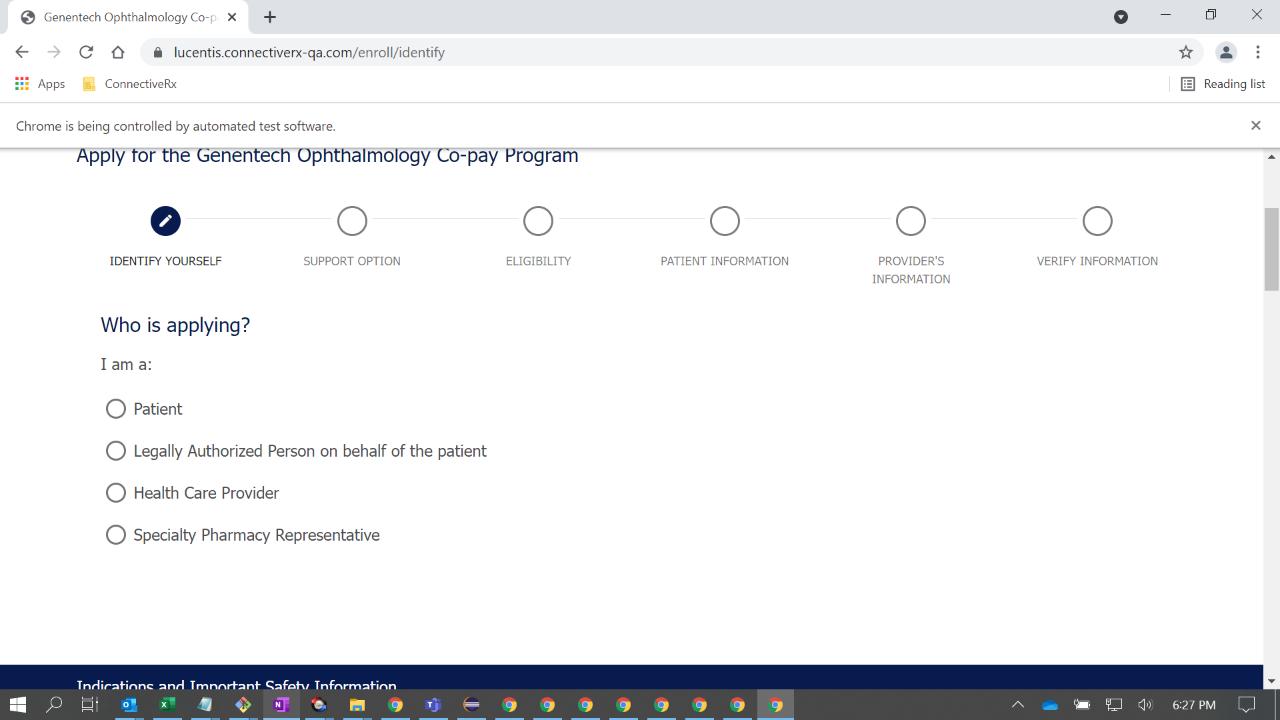 Genentech Ophthalmology Co-p
lucentis.connectiverx-qa.com/enroll/identify
Apps
ConnectiveRx
Reading list
Chrome is being controlled by automated test software.
Apply for the Genentech Ophthalmology Co-pay Program
IDENTIFY YOURSELF
SUPPORT OPTION
ELIGIBILITY
PATIENT INFORMATION
PROVIDER'S
INFORMATION
VERIFY INFORMATION
Who is applying?
I am a:
Patient
Legally Authorized Person on behalf of the patient
Health Care Provider
Specialty Pharmacy Representative
Indications and Important Safety Information
6:27 PM